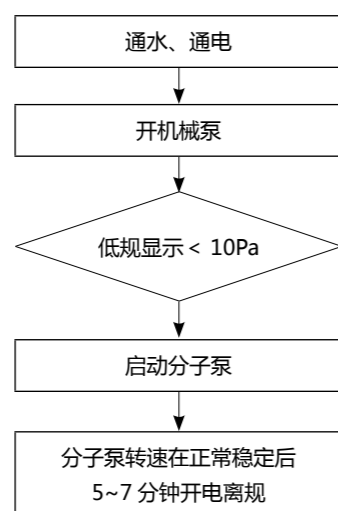 通水、通电
开机械泵
低规显示 < 10Pa
启动分子泵
分子泵转速在正常稳定后
5~7 分钟开电离规